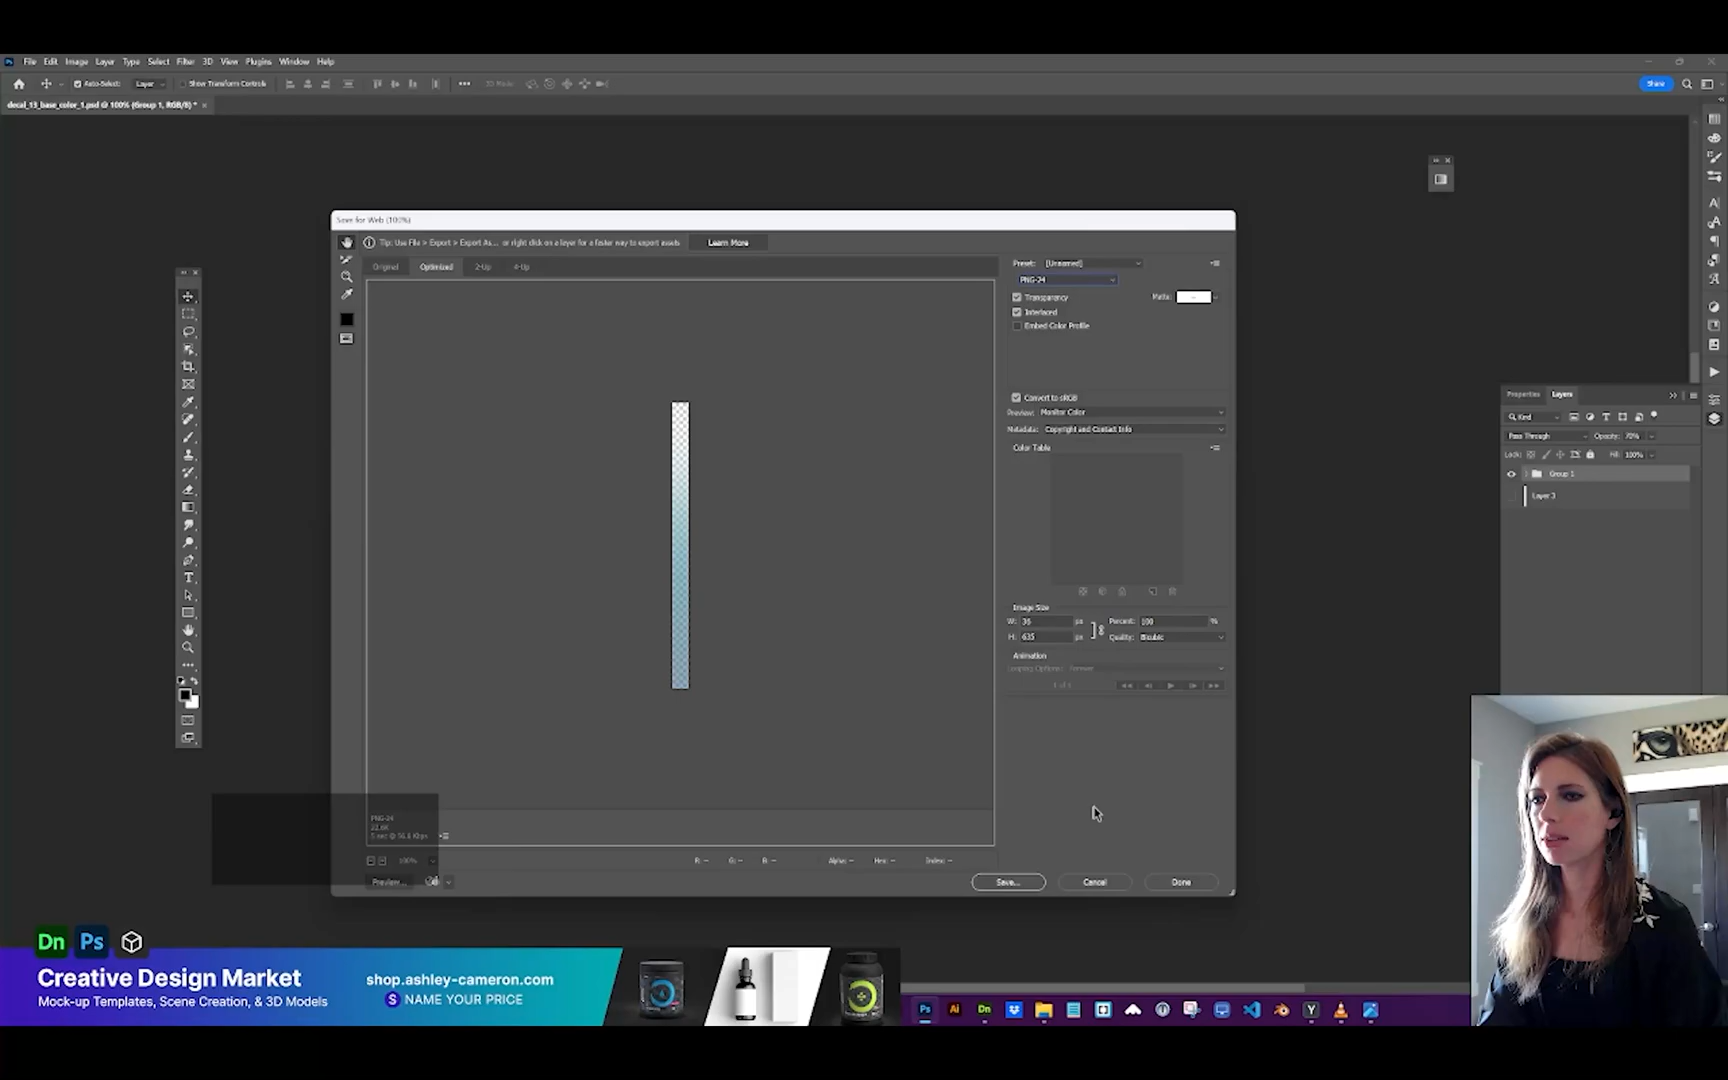 File Edit Image Layer Type Select Filter 3D View Plugins Window Help
Auto-Select: Layer Show Transform Controls 3D Mode Share
decal_13_base_color_1.psd @ 100% (Group 1, RGB/8) *
Save for Web (100%)
Tip: Use File > Export > Export As... or right click on a layer for a faster way to export assets Learn More
Original Optimized 2-Up 4-Up
Preset: [Unnamed]
PNG-24
Transparency Matte:
Interlaced
Embed Color Profile
Convert to sRGB
Preview: Monitor Color
Metadata: Copyright and Contact Info
Color Table
Image Size
W: 36 px Percent: 100 %
H: 635 px Quality: Bicubic
Animation
Looping Options: Forever
1 of 1
PNG-24
100% R: -- G: -- B: -- Alpha: -- Hex: -- Index: --
Preview... Save... Cancel Done
Properties Layers
Kind
Pass Through Opacity: 70%
Lock: Fill: 100%
Group 1
Layer 3
Dn Ps
Creative Design Market
Mock-up Templates, Scene Creation, & 3D Models
shop.ashley-cameron.com
$ NAME YOUR PRICE
Ps Ai Dn Y